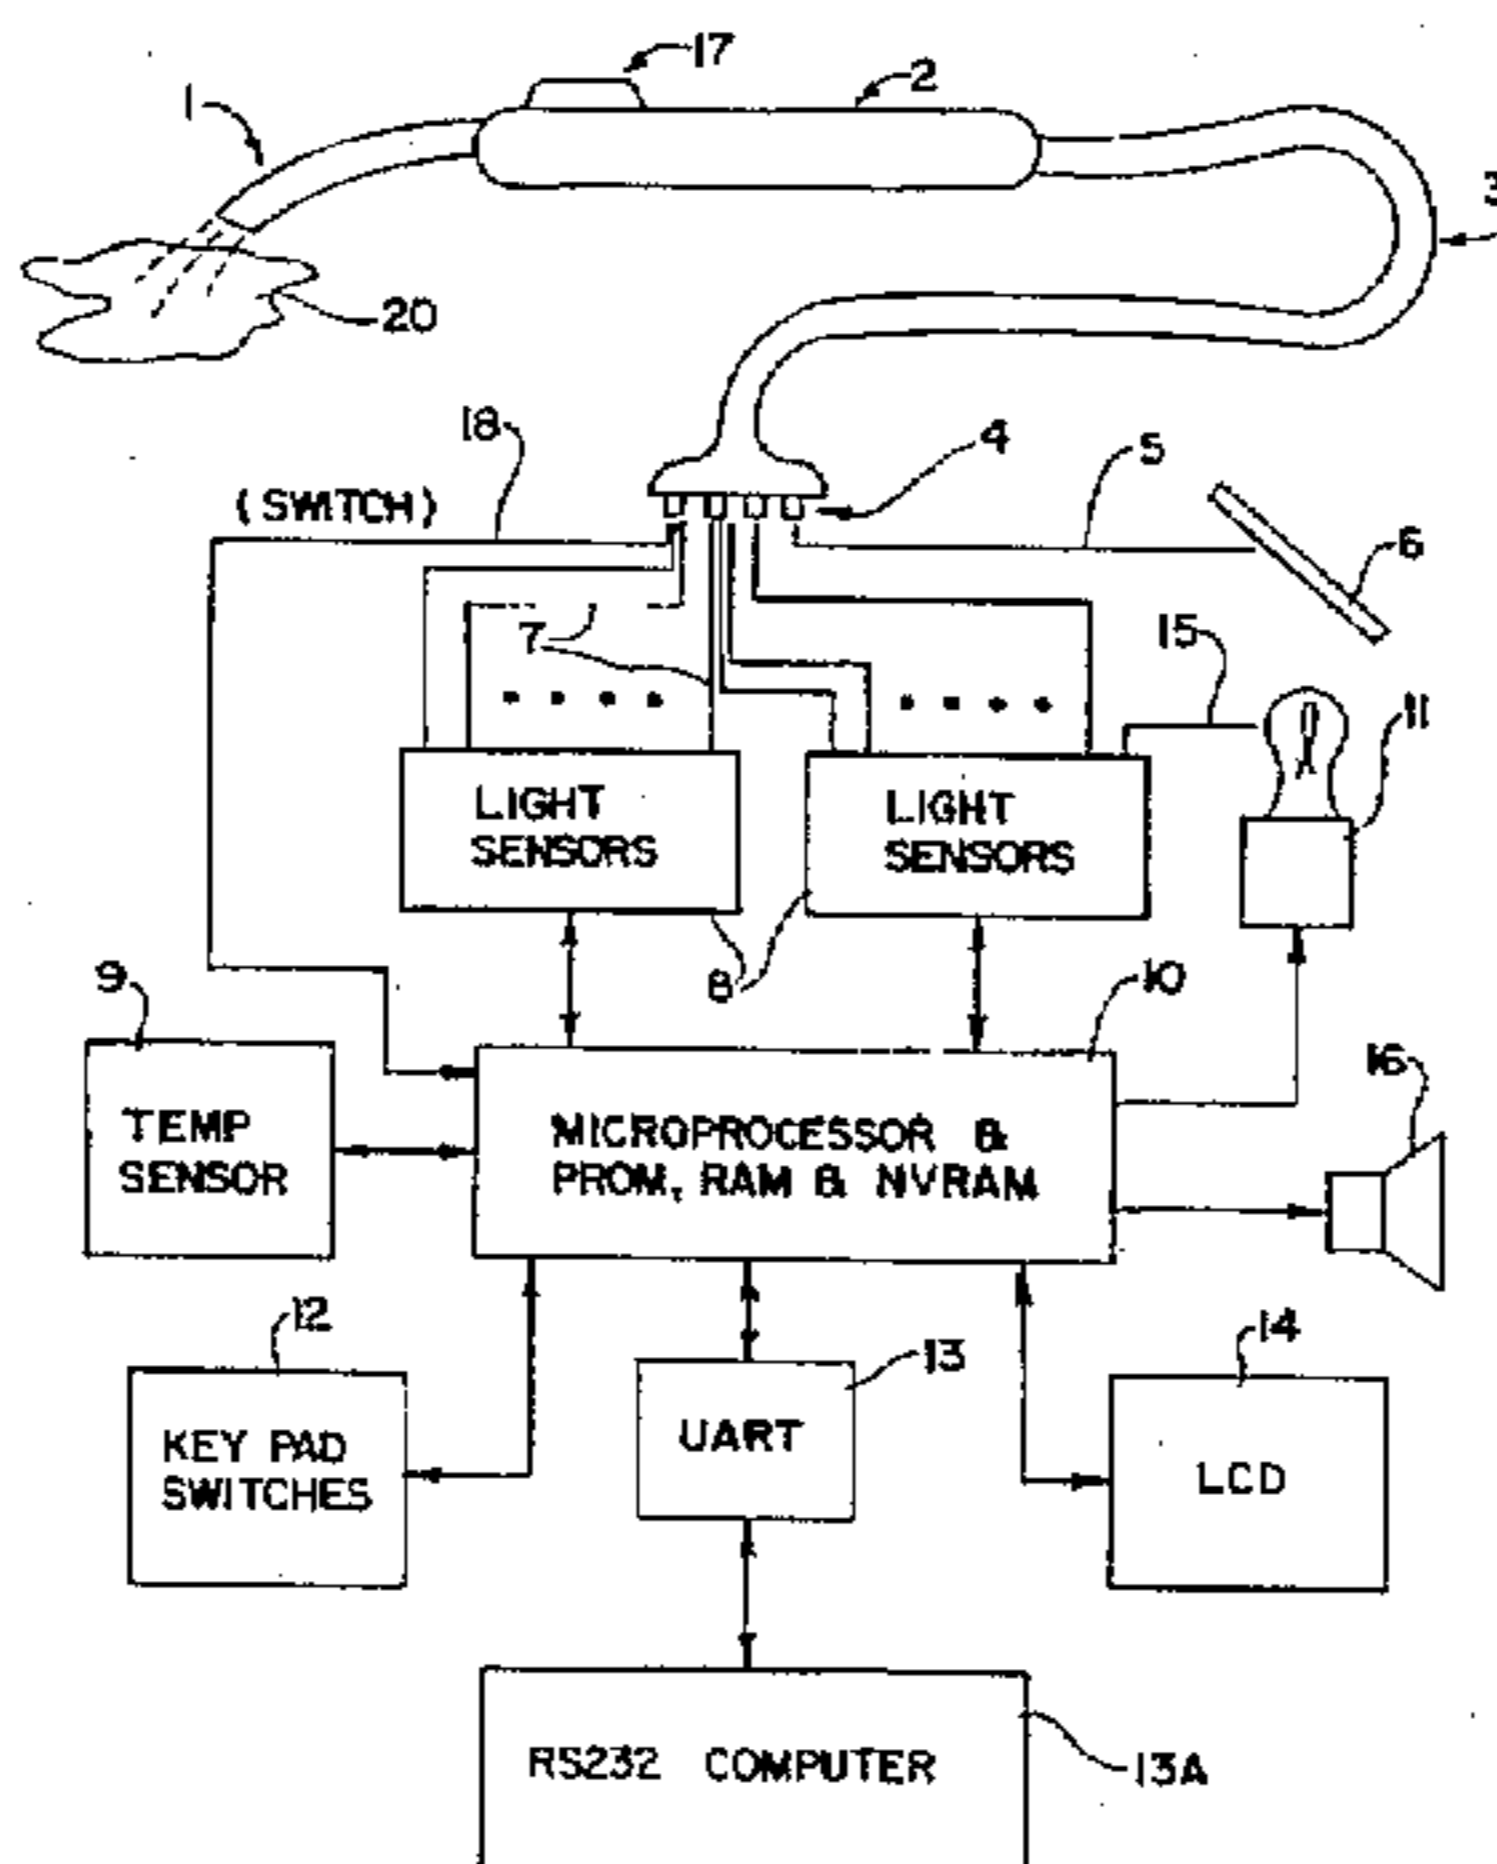 17
2
1
3
20
18
4
5
(SWITCH)
6
7
15
11
LIGHT
SENSORS
LIGHT
SENSORS
8
9
10
16
TEMP
SENSOR
MICROPROCESSOR &
PROM, RAM & NVRAM
12
13
14
KEY PAD
SWITCHES
UART
LCD
RS232 COMPUTER
13A